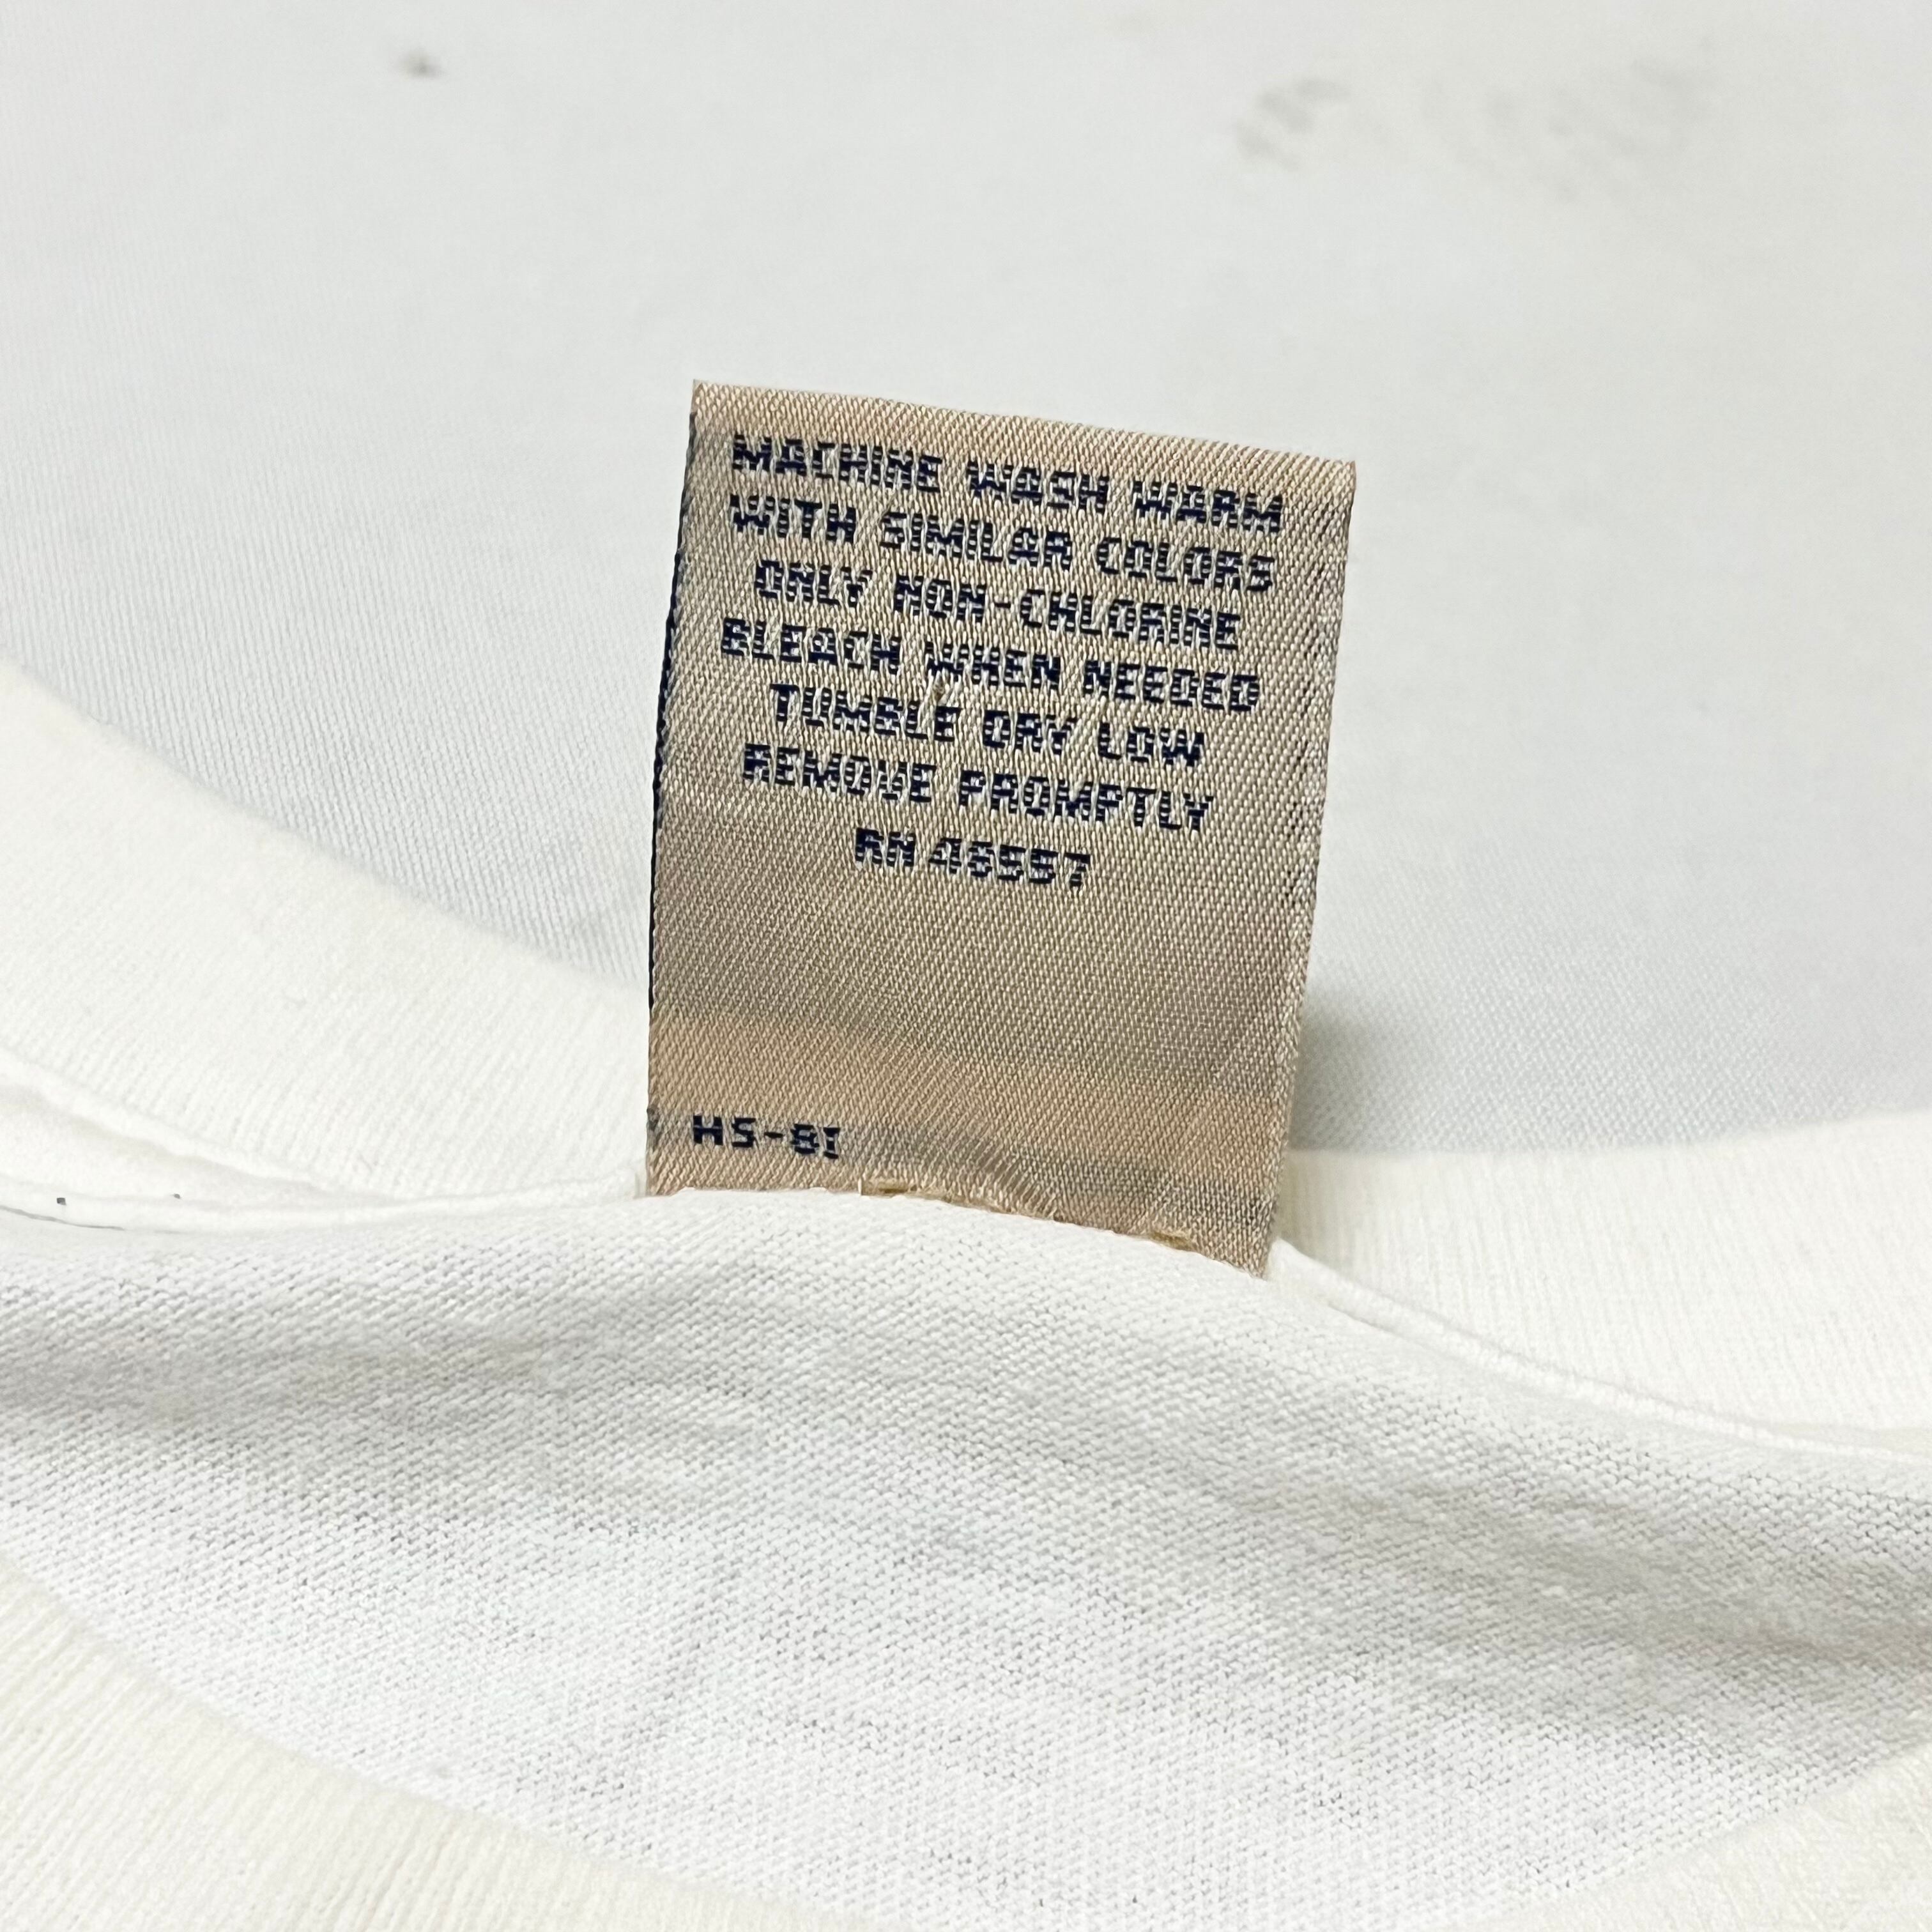 MACHINE WASH WARM
WITH SIMILAR COLORS
ONLY NON-CHLORINE
BLEACH WHEN NEEDED
TUMBLE DRY LOW
REMOVE PROMPTLY
RN 46557
HS-81